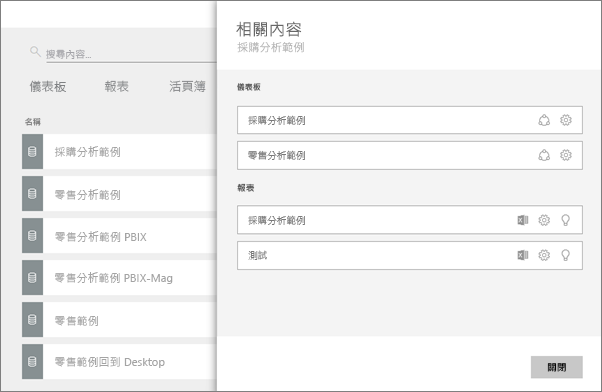 搜尋內容...
儀表板 報表 活頁簿
名稱
採購分析範例
零售分析範例
零售分析範例 PBIX
零售分析範例 PBIX-Mag
零售範例
零售範例回到 Desktop
相關內容
採購分析範例
儀表板
採購分析範例
零售分析範例
報表
採購分析範例
測試
關閉